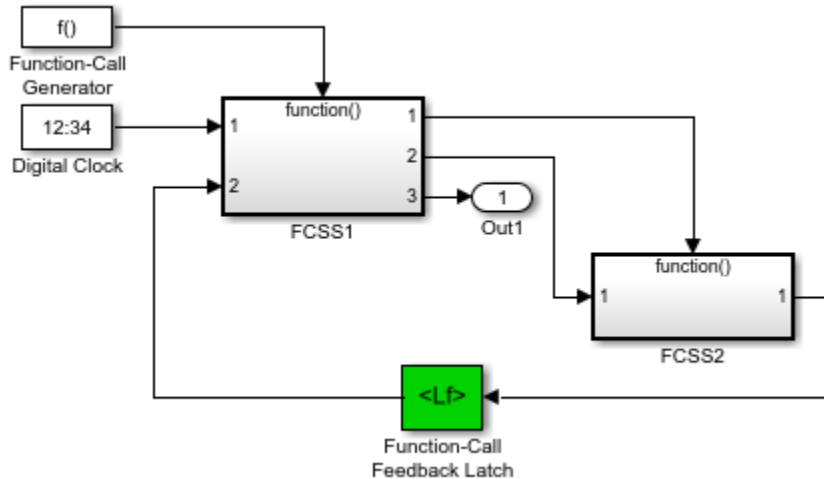 f()
Function-Call
Generator
12:34
Digital Clock
function()
1
2
1
2
3
FCSS1
1
Out1
function()
1
1
FCSS2
<Lf>
Function-Call
Feedback Latch